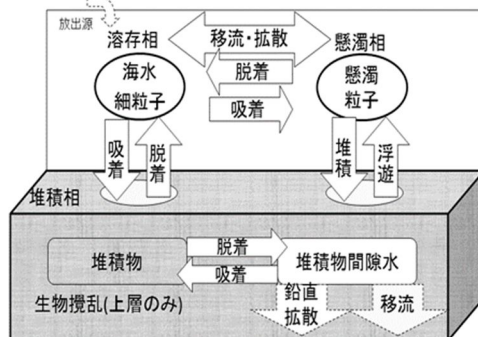 放出源
溶存相
移流・拡散
懸濁相
海水
細粒子
脱着
懸濁
粒子
吸着
吸着
脱着
堆積
浮遊
堆積相
堆積物
脱着
吸着
堆積物間隙水
生物攪乱(上層のみ)
鉛直
拡散
移流